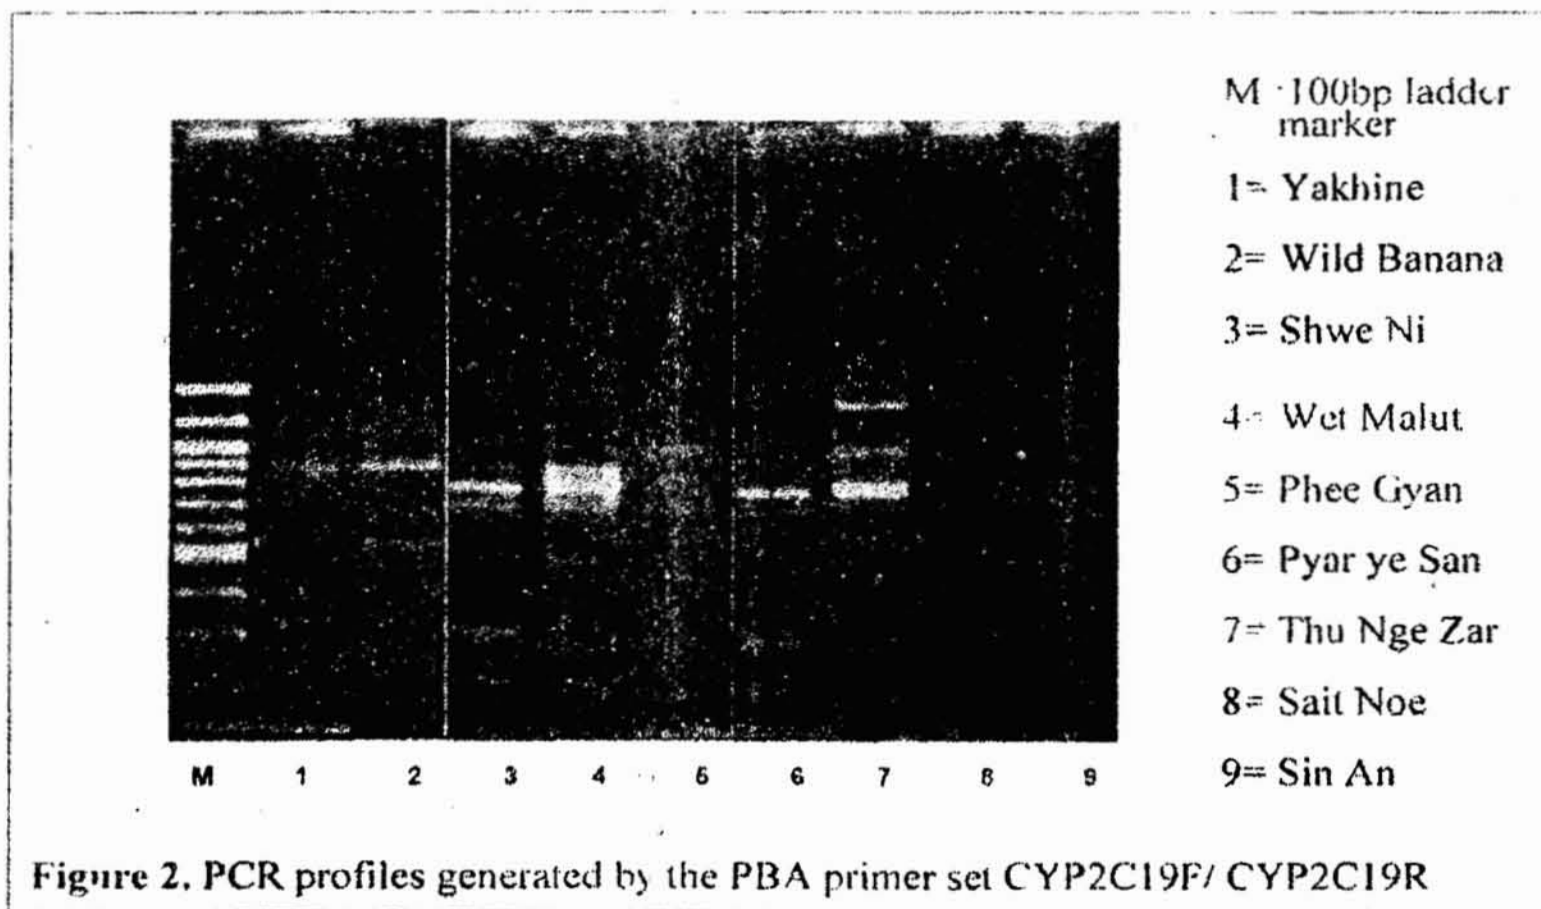 M 100bp ladder
marker
1= Yakhine
2= Wild Banana
3= Shwe Ni
4= Wet Malut
5= Phee Gyan
6= Pyar ye San
7= Thu Nge Zar
8= Sait Noe
9= Sin An
M 1 2 3 4 5 6 7 8 9
Figure 2. PCR profiles generated by the PBA primer set CYP2C19F/ CYP2C19R